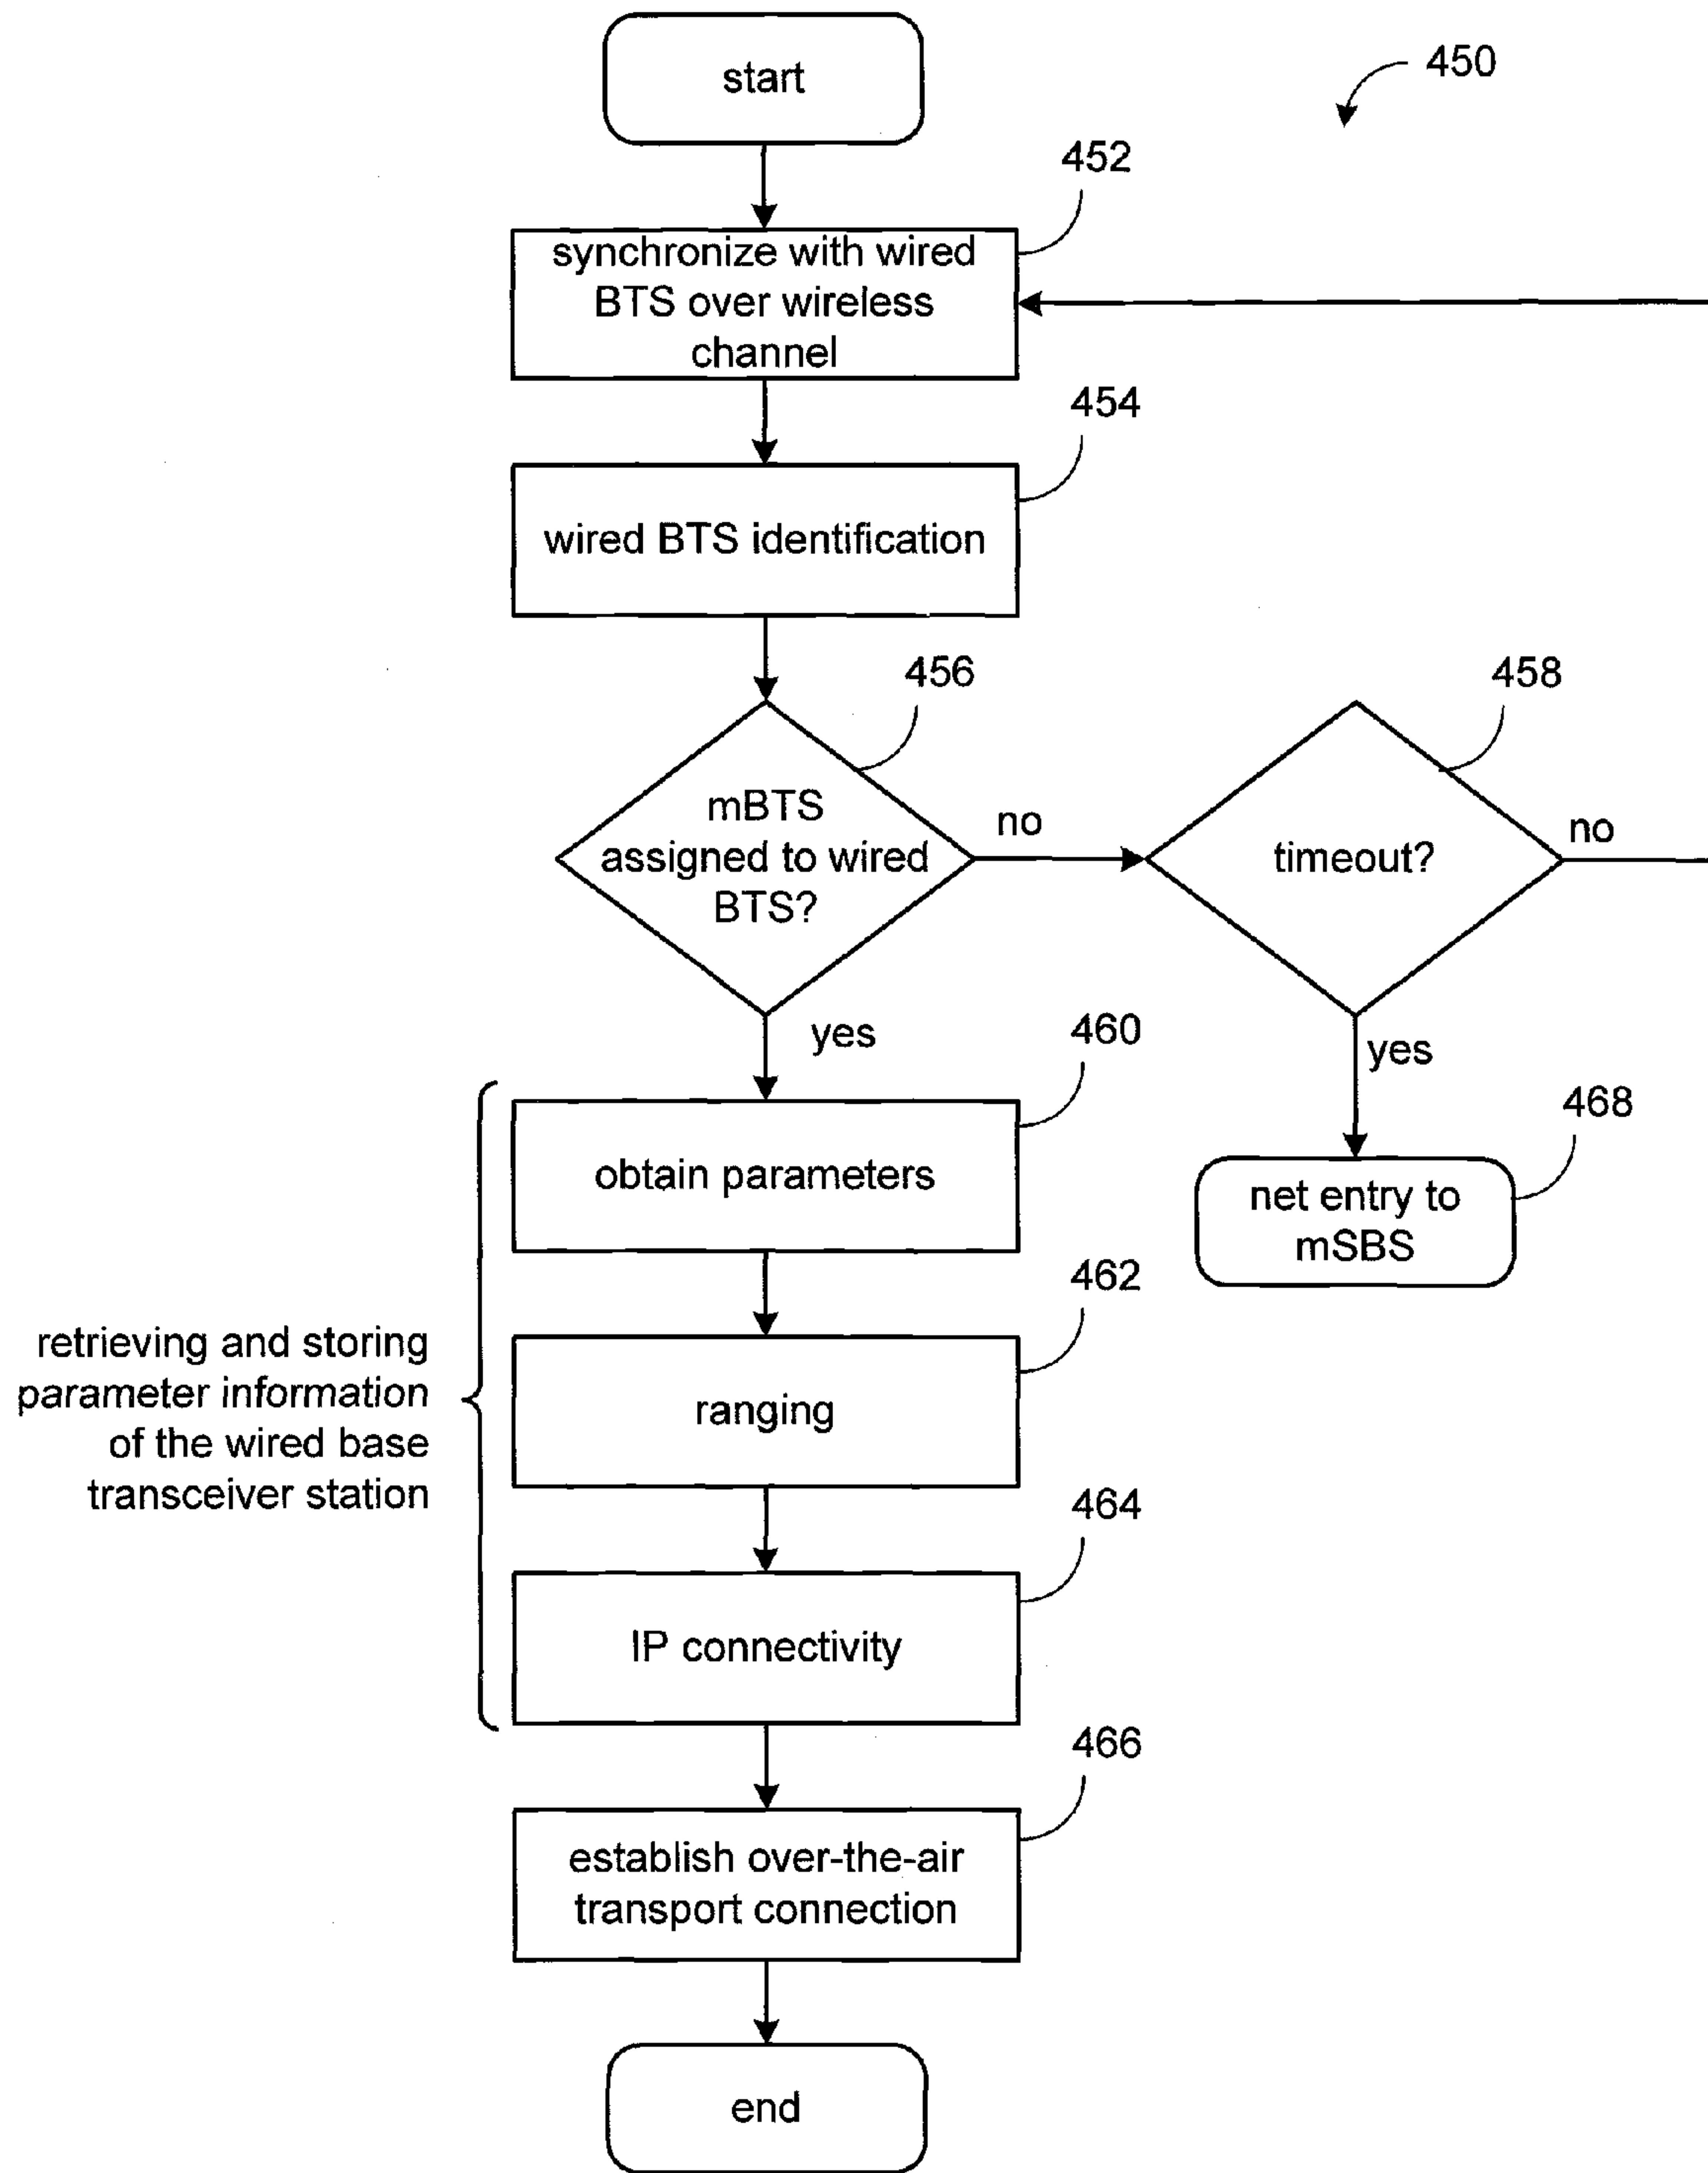 start
450
452
synchronize with wired
BTS over wireless
channel
454
wired BTS identification
456
458
mBTS
assigned to wired
BTS?
no
timeout?
no
yes
yes
460
obtain parameters
468
net entry to
mSBS
462
ranging
retrieving and storing
parameter information
of the wired base
transceiver station
464
IP connectivity
466
establish over-the-air
transport connection
end